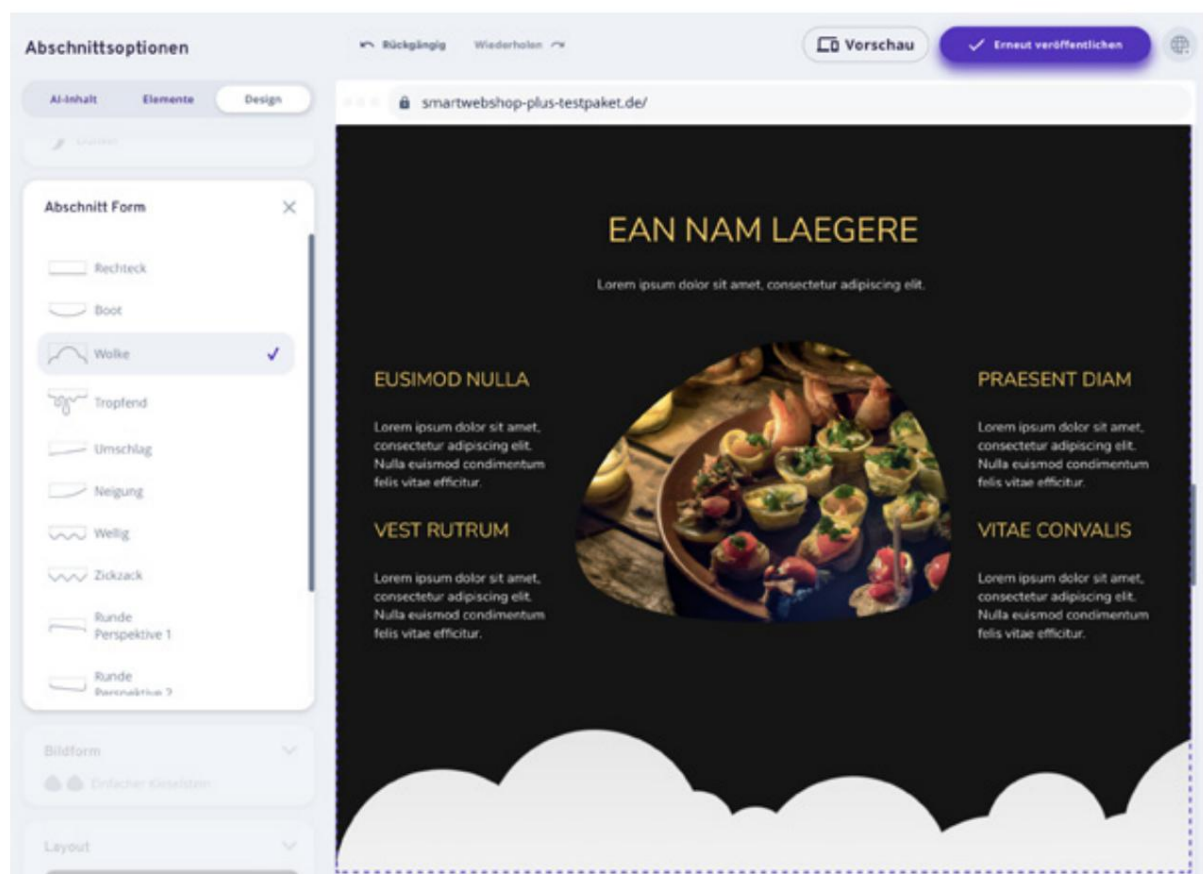 Abschnittsoptionen
Rückgängig
Wiederholen
Vorschau
Erneut veröffentlichen
AI-Inhalt
Elemente
Design
smartwebshop-plus-testpaket.de/
Dunkel
Abschnitt Form
Rechteck
Boot
Wolke
Tropfend
Umschlag
Neigung
Wellig
Zickzack
Runde
Perspektive 1
Runde
Perspektive 2
Bildform
Einfacher Kieselstein
Layout
EAN NAM LAEGERE
Lorem ipsum dolor sit amet, consectetur adipiscing elit.
EUSIMOD NULLA
Lorem ipsum dolor sit amet,
consectetur adipiscing elit.
Nulla euismod condimentum
felis vitae efficitur.
VEST RUTRUM
Lorem ipsum dolor sit amet,
consectetur adipiscing elit.
Nulla euismod condimentum
felis vitae efficitur.
PRAESENT DIAM
Lorem ipsum dolor sit amet,
consectetur adipiscing elit.
Nulla euismod condimentum
felis vitae efficitur.
VITAE CONVALIS
Lorem ipsum dolor sit amet,
consectetur adipiscing elit.
Nulla euismod condimentum
felis vitae efficitur.